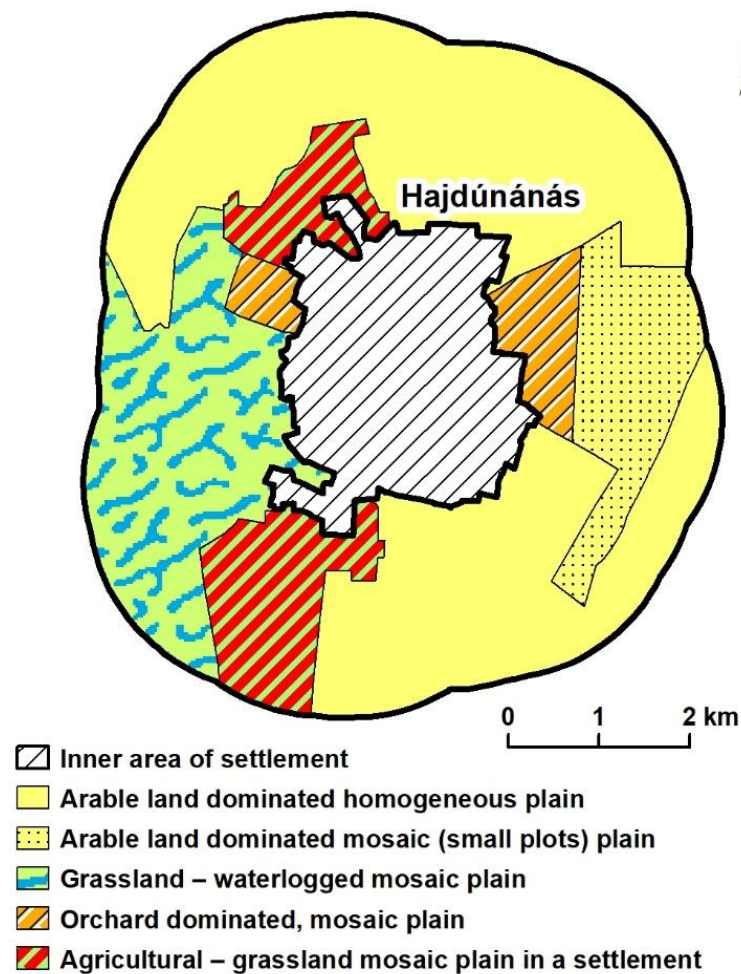 Hajdúnánás
0 1 2 km
Inner area of settlement
Arable land dominated homogeneous plain
Arable land dominated mosaic (small plots) plain
Grassland – waterlogged mosaic plain
Orchard dominated, mosaic plain
Agricultural – grassland mosaic plain in a settlement